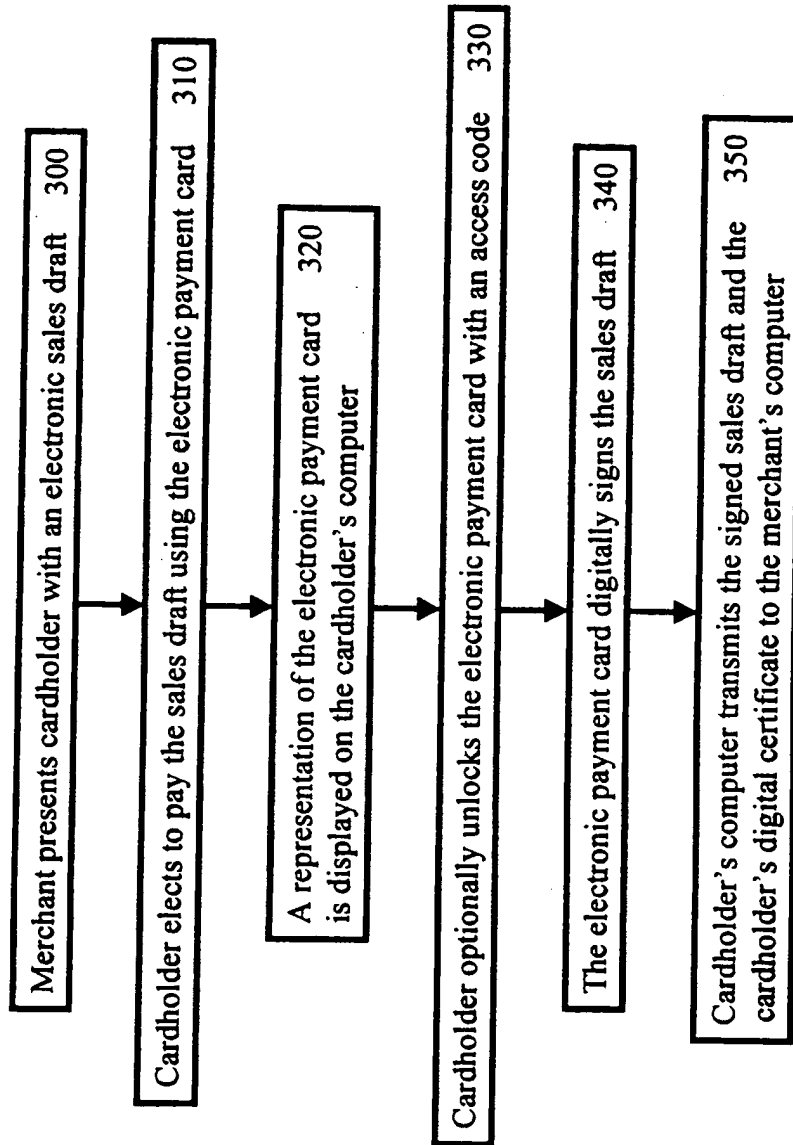 Merchant presents cardholder with an electronic sales draft 300
Cardholder elects to pay the sales draft using the electronic payment card 310
A representation of the electronic payment card 320
is displayed on the cardholder's computer
Cardholder optionally unlocks the electronic payment card with an access code 330
The electronic payment card digitally signs the sales draft 340
Cardholder's computer transmits the signed sales draft and the 350
cardholder's digital certificate to the merchant's computer